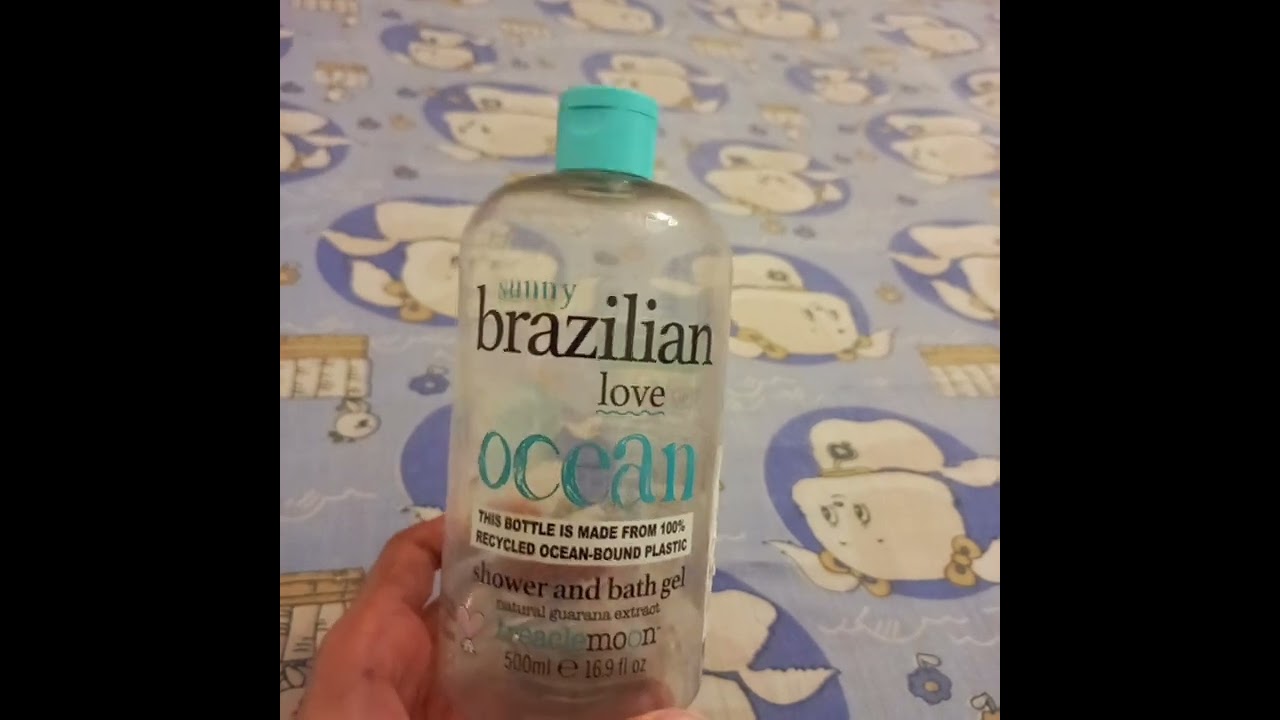 sunny
brazilian
love
ocean
THIS BOTTLE IS MADE FROM 100%
RECYCLED OCEAN-BOUND PLASTIC
shower and bath gel
natural guarana extract
treaclemoon™
500ml ℮ 16.9 fl oz